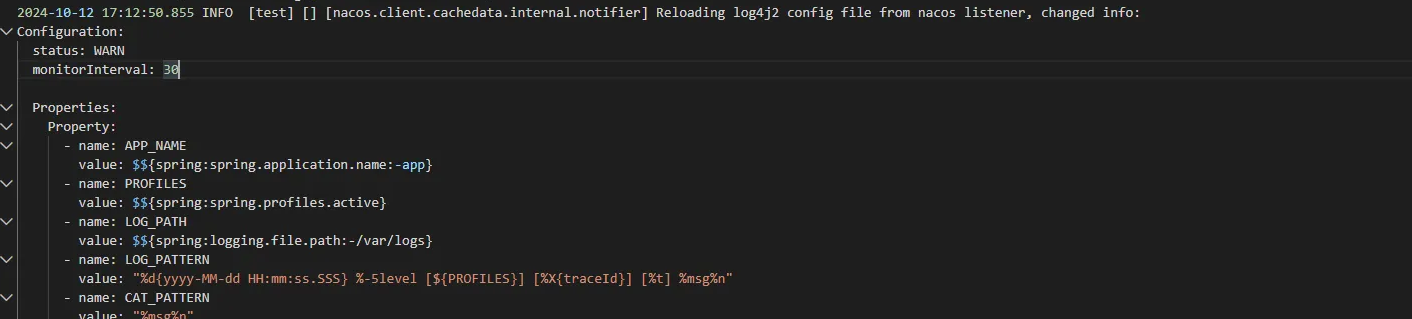 2024-10-12 17:12:50.855 INFO  [test] [] [nacos.client.cachedata.internal.notifier] Reloading log4j2 config file from nacos listener, changed info:
Configuration:
  status: WARN
  monitorInterval: 30

  Properties:
    Property:
      - name: APP_NAME
        value: $${spring:spring.application.name:-app}
      - name: PROFILES
        value: $${spring:spring.profiles.active}
      - name: LOG_PATH
        value: $${spring:logging.file.path:-/var/logs}
      - name: LOG_PATTERN
        value: "%d{yyyy-MM-dd HH:mm:ss.SSS} %-5level [${PROFILES}] [%X{traceId}] [%t] %msg%n"
      - name: CAT_PATTERN
        value: "%msg%n"